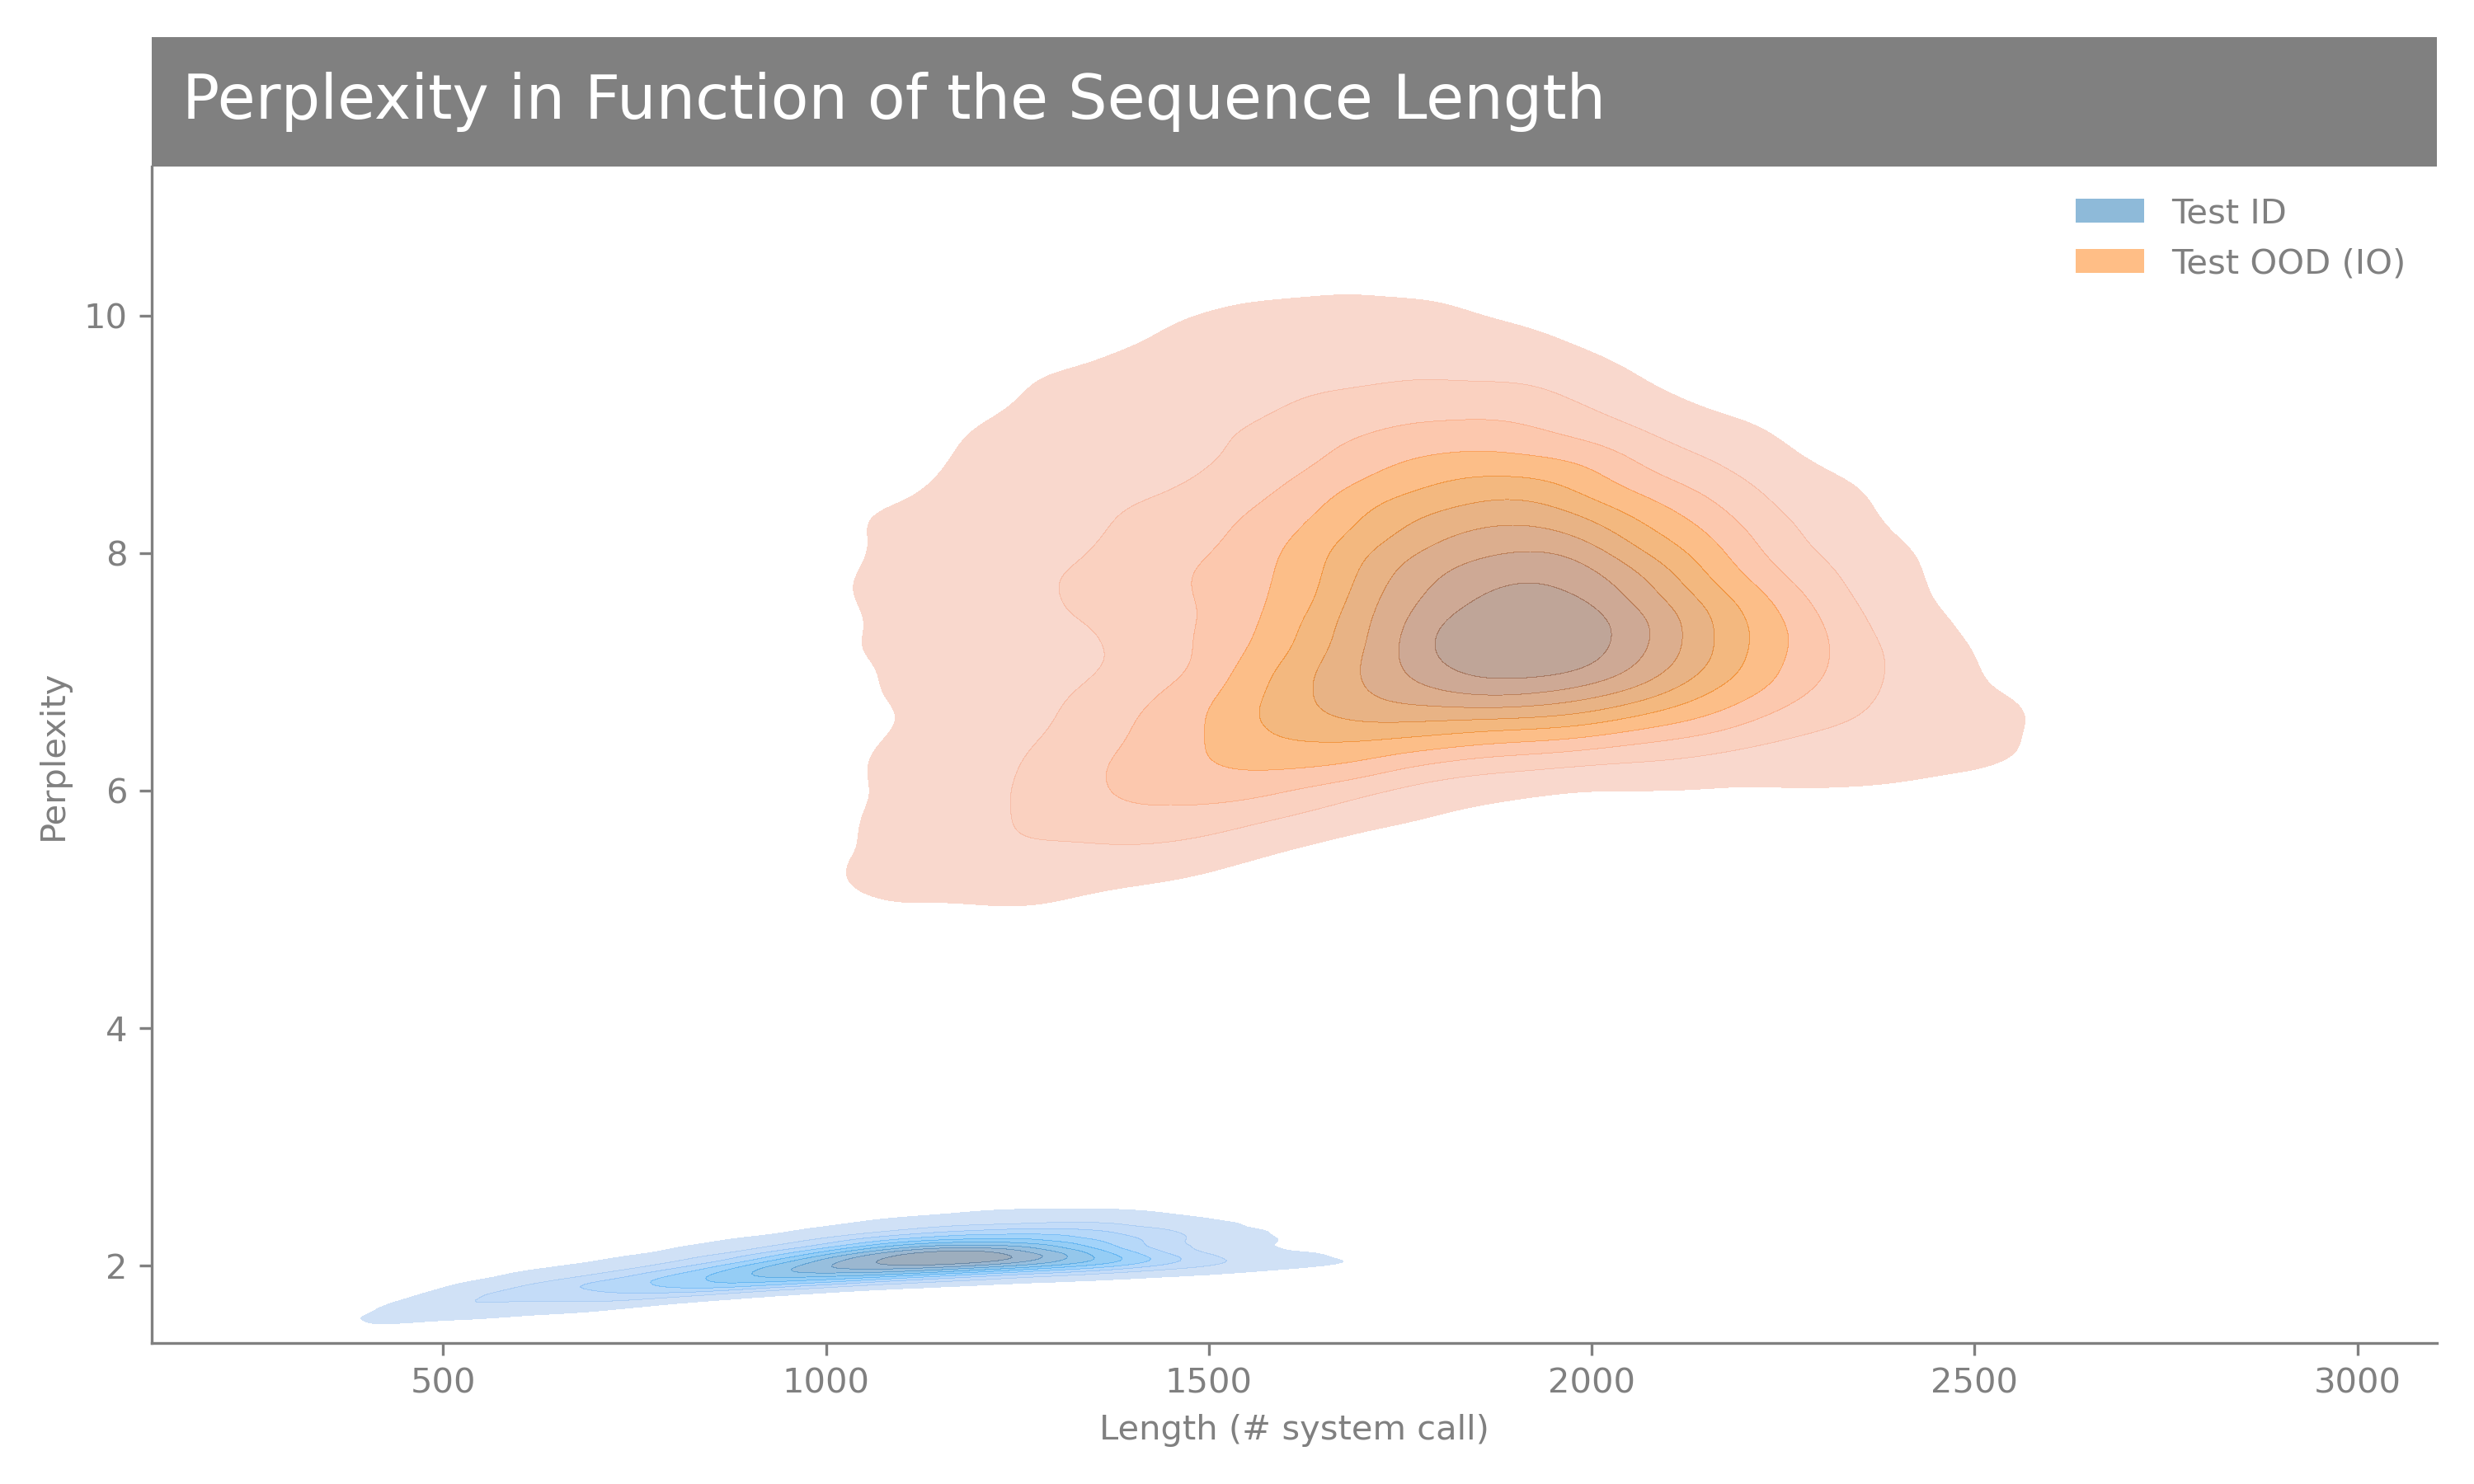 Perplexity in Function of the Sequence Length
Test ID
Test OOD (IO)
10
8
6
4
2
Perplexity
500 1000 1500 2000 2500 3000
Length (# system call)